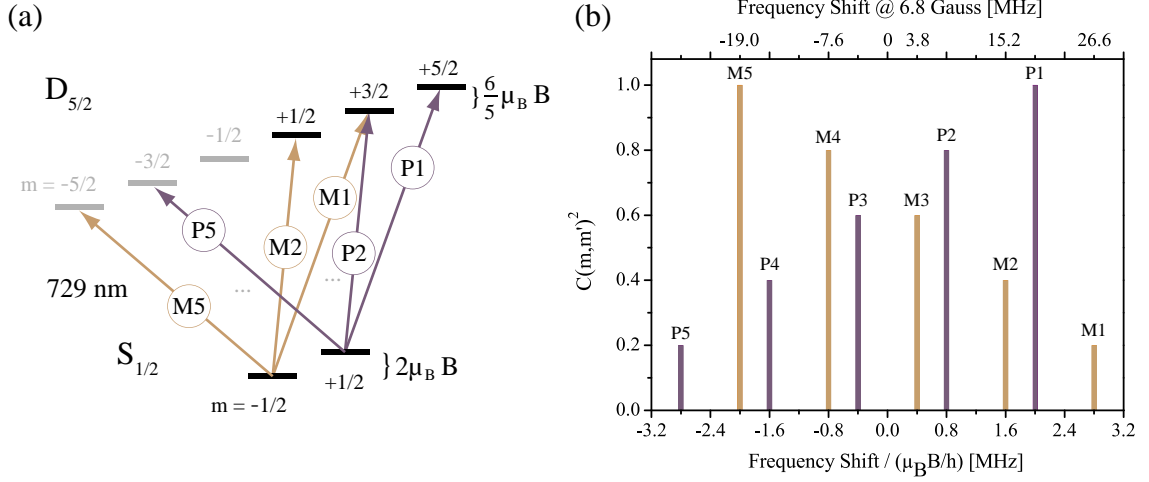 (a)
D5/2
+5/2
+3/2
} 6/5 μB B
+1/2
-1/2
-3/2
m = -5/2
P1
M1
P5
M2
P2
...
...
729 nm
M5
S1/2
+1/2
} 2μB B
m = -1/2
(b)
Frequency Shift @ 6.8 Gauss [MHz]
-19.0 -7.6 0 3.8 15.2 26.6
M5
P1
1.0
M4
P2
0.8
P3
M3
0.6
P4
M2
0.4
P5
M1
0.2
0.0
C(m,m')²
-3.2 -2.4 -1.6 -0.8 0.0 0.8 1.6 2.4 3.2
Frequency Shift / (μBB/h) [MHz]